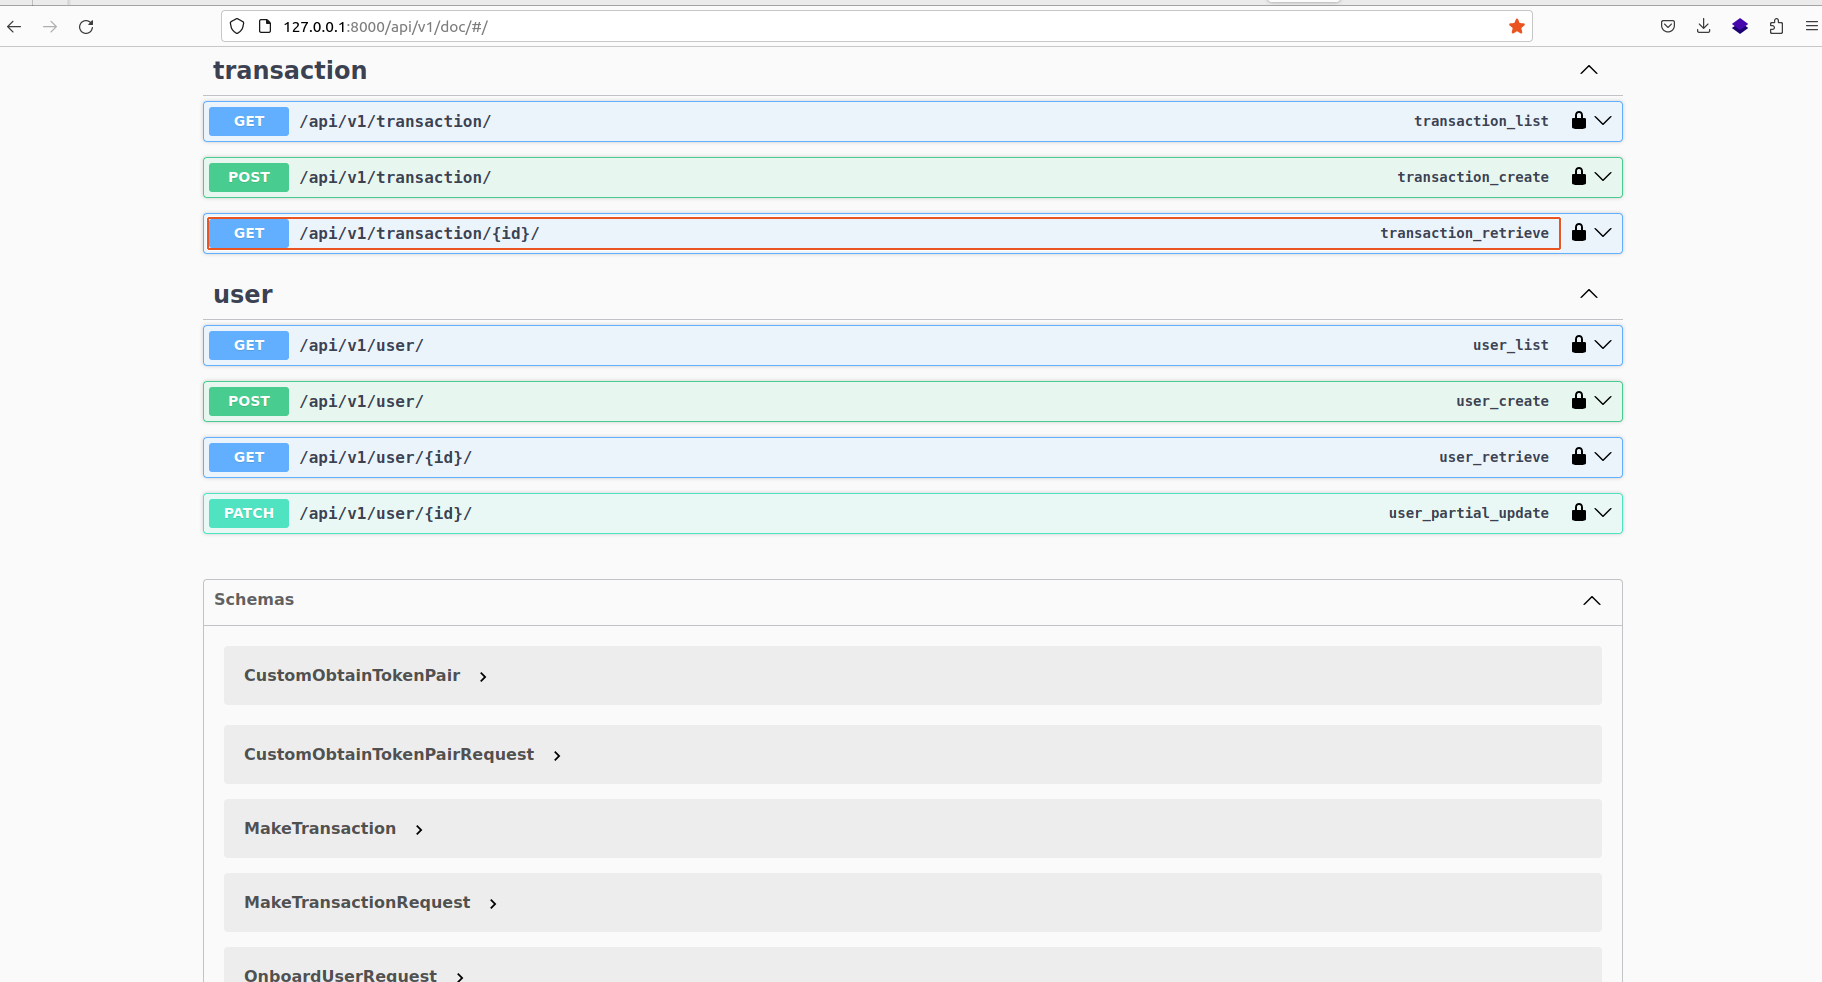 127.0.0.1:8000/api/v1/doc/#/
transaction
GET /api/v1/transaction/ transaction_list
POST /api/v1/transaction/ transaction_create
GET /api/v1/transaction/{id}/ transaction_retrieve
user
GET /api/v1/user/ user_list
POST /api/v1/user/ user_create
GET /api/v1/user/{id}/ user_retrieve
PATCH /api/v1/user/{id}/ user_partial_update
Schemas
CustomObtainTokenPair
CustomObtainTokenPairRequest
MakeTransaction
MakeTransactionRequest
OnboardUserRequest